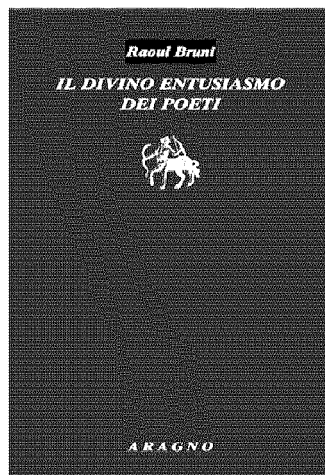 Raoul Bruni
IL DIVINO ENTUSIASMO
DEI POETI
ARAGNO